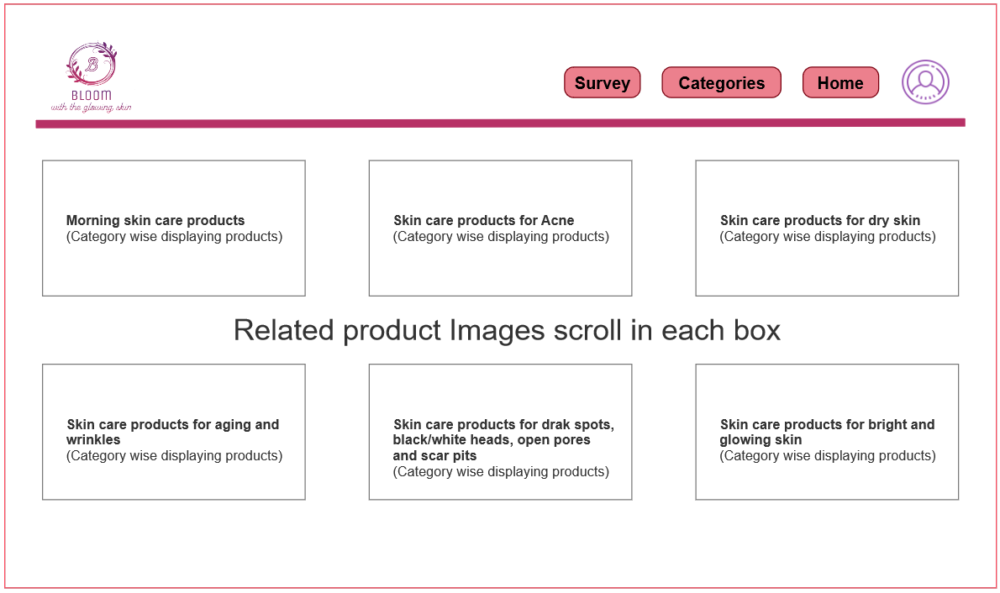 B
BLOOM
with the glowing skin
Survey
Categories
Home
Morning skin care products
(Category wise displaying products)
Skin care products for Acne
(Category wise displaying products)
Skin care products for dry skin
(Category wise displaying products)
Related product Images scroll in each box
Skin care products for aging and
wrinkles
(Category wise displaying products)
Skin care products for drak spots,
black/white heads, open pores
and scar pits
(Category wise displaying products)
Skin care products for bright and
glowing skin
(Category wise displaying products)